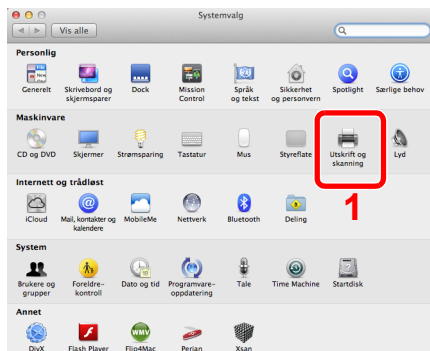 Systemvalg
Vis alle
Personlig
Generelt
Skrivebord og
skjermsparer
Dock
Mission
Control
Språk
og tekst
Sikkerhet
og personvern
Spotlight
Særlige behov
Maskinvare
CD og DVD
Skjermer
Strømsparing
Tastatur
Mus
Styreflate
Utskrift og
skanning
Lyd
1
Internett og trådløst
iCloud
Mail, kontakter og
kalendere
MobileMe
Nettverk
Bluetooth
Deling
System
Brukere og
grupper
Foreldre-
kontroll
Dato og tid
Programvare-
oppdatering
Tale
Time Machine
Startdisk
Annet
WMV
DivX
Flash Player
Flip4Mac
Perian
Xsan